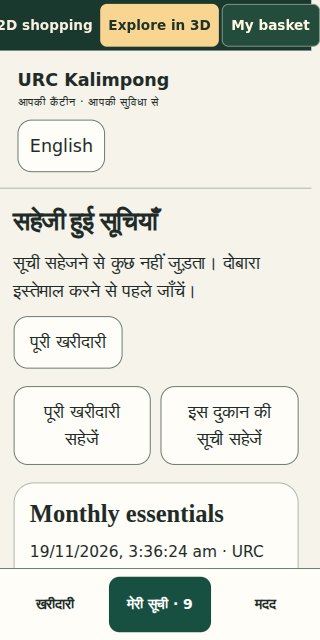 2D shopping
Explore in 3D
My basket
URC Kalimpong
आपकी कैंटीन · आपकी सुविधा से
English
सहेजी हुई सूचियाँ
सूची सहेजने से कुछ नहीं जुड़ता। दोबारा
इस्तेमाल करने से पहले जाँचें।
पूरी खरीदारी
पूरी खरीदारी
सहेजें
इस दुकान की
सूची सहेजें
Monthly essentials
19/11/2026, 3:36:24 am · URC
खरीदारी
मेरी सूची · 9
मदद